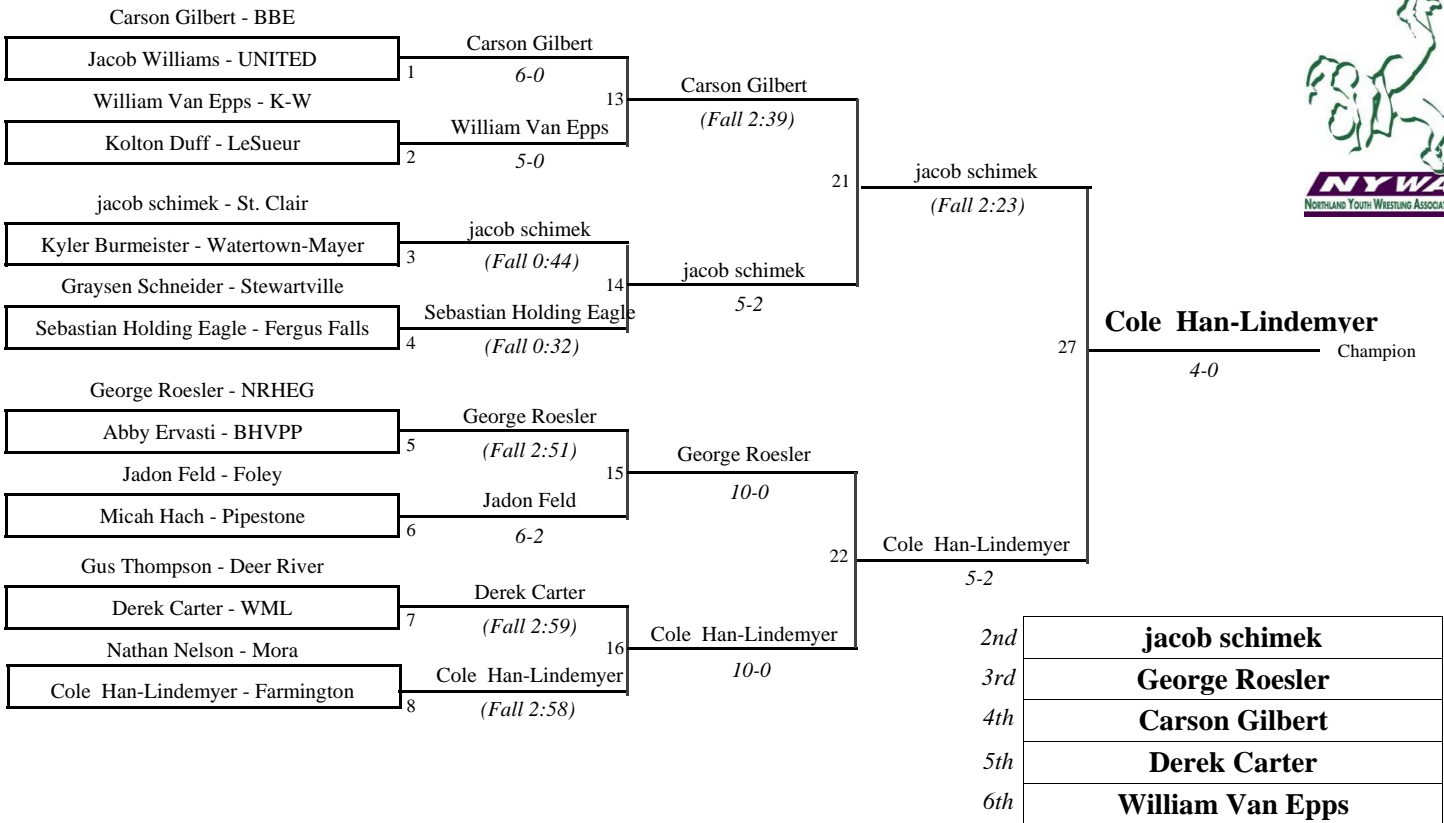 Carson Gilbert - BBE
Jacob Williams - UNITED
1
Carson Gilbert
6-0
William Van Epps - K-W
Kolton Duff - LeSueur
2
William Van Epps
5-0
13
Carson Gilbert
(Fall 2:39)
jacob schimek - St. Clair
Kyler Burmeister - Watertown-Mayer
3
jacob schimek
(Fall 0:44)
Graysen Schneider - Stewartville
Sebastian Holding Eagle - Fergus Falls
4
Sebastian Holding Eagle
(Fall 0:32)
14
jacob schimek
5-2
21
jacob schimek
(Fall 2:23)
George Roesler - NRHEG
Abby Ervasti - BHVPP
5
George Roesler
(Fall 2:51)
Jadon Feld - Foley
Micah Hach - Pipestone
6
Jadon Feld
6-2
15
George Roesler
10-0
Gus Thompson - Deer River
Derek Carter - WML
7
Derek Carter
(Fall 2:59)
Nathan Nelson - Mora
Cole Han-Lindemyer - Farmington
8
Cole Han-Lindemyer
(Fall 2:58)
16
Cole Han-Lindemyer
10-0
22
Cole Han-Lindemyer
5-2
27
Cole Han-Lindemyer
Champion
4-0
NYWA
NORTHLAND YOUTH WRESTLING
2nd jacob schimek
3rd George Roesler
4th Carson Gilbert
5th Derek Carter
6th William Van Epps